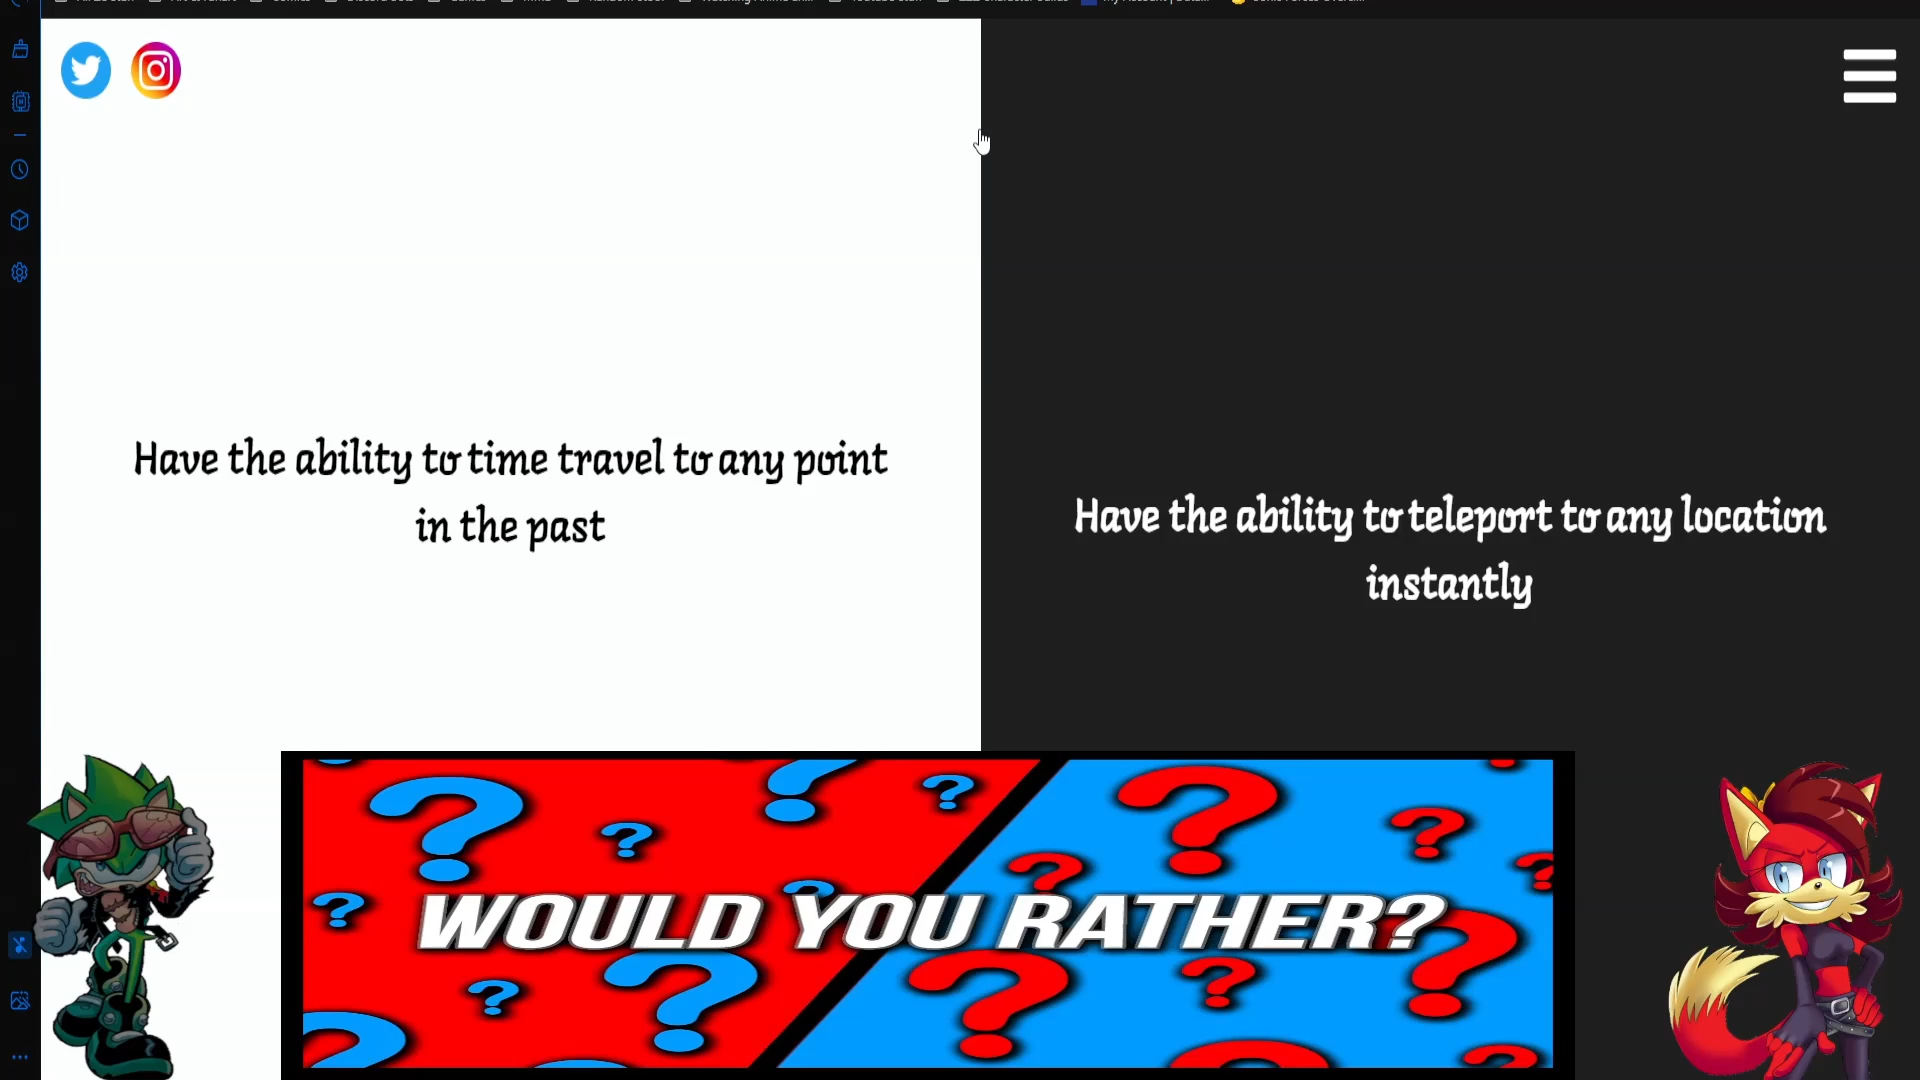 Have the ability to time travel to any point
in the past
Have the ability to teleport to any location
instantly
WOULD YOU RATHER?